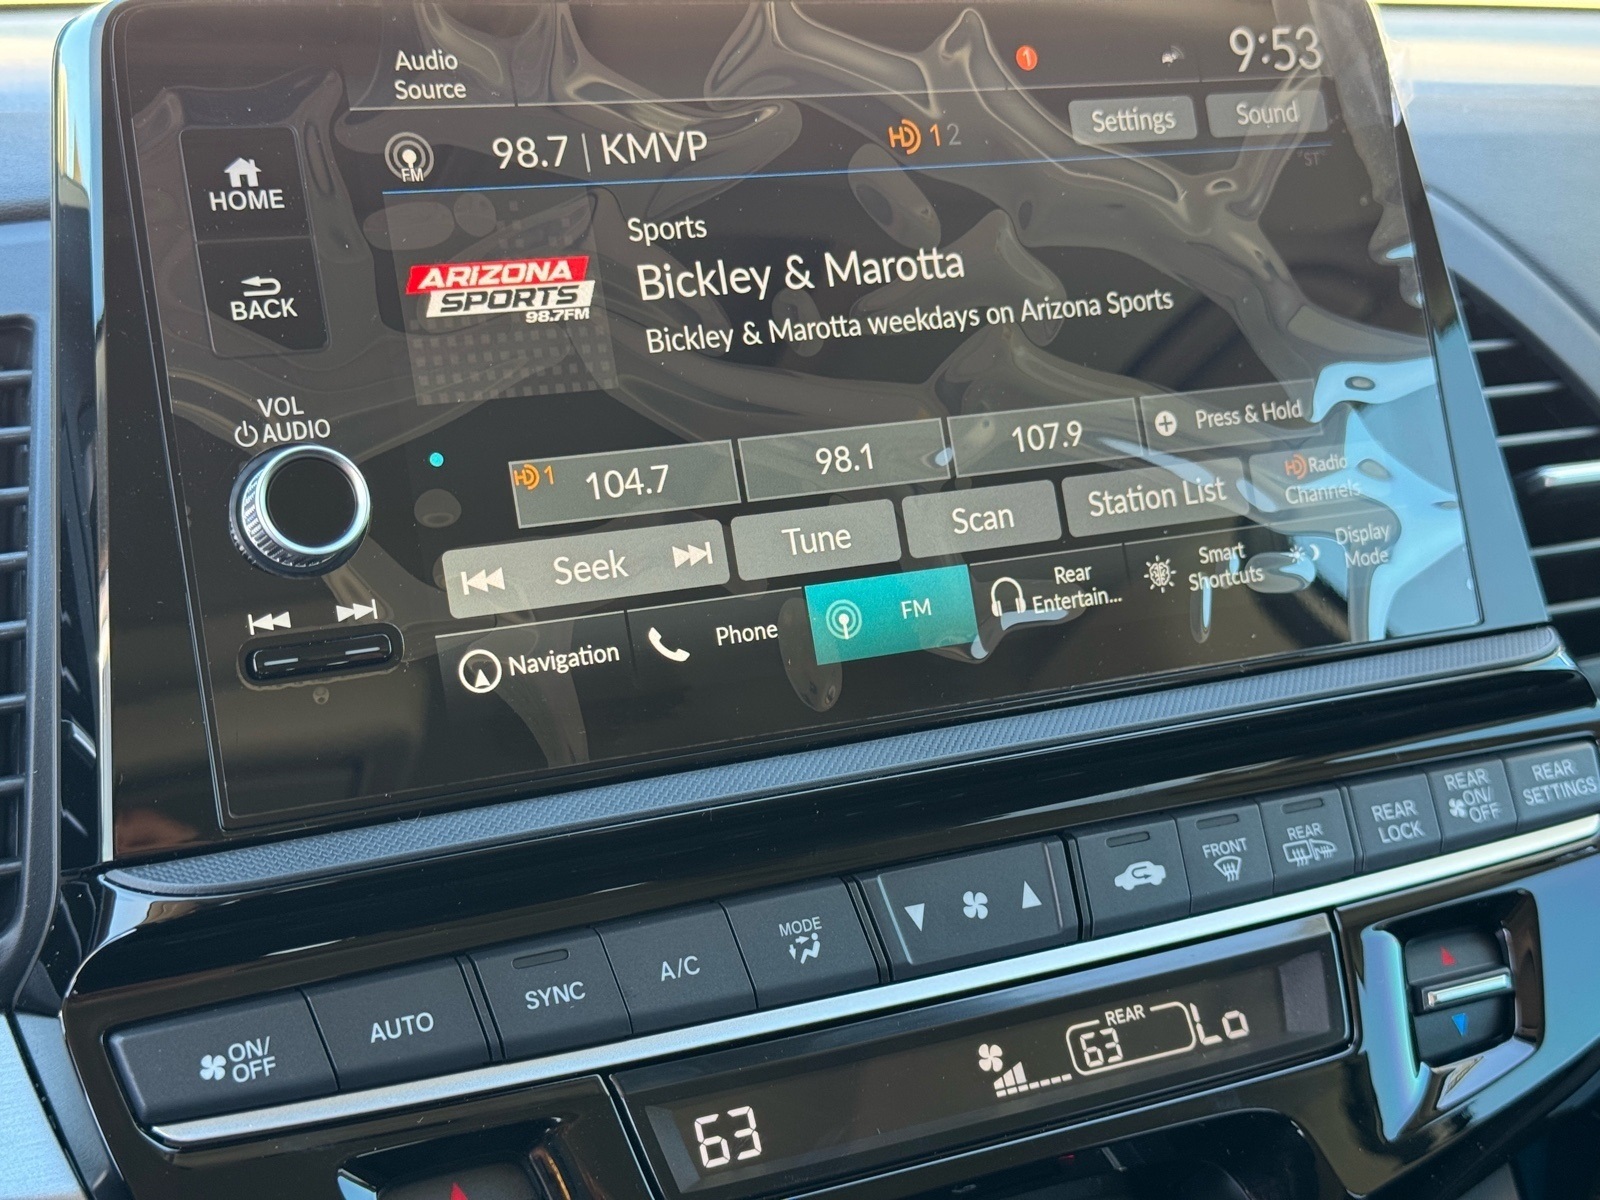 Audio
Source
1
9:53
FM
98.7 | KMVP
HD 1 2
Settings
Sound
HOME
BACK
ARIZONA
SPORTS
98.7FM
Sports
Bickley & Marotta
Bickley & Marotta weekdays on Arizona Sports
"ST"
VOL
AUDIO
HD 1 104.7
98.1
107.9
Press & Hold
Seek
Tune
Scan
Station List
HD Radio
Channels
Navigation
Phone
FM
Rear
Entertain...
Smart
Shortcuts
Display
Mode
ON/
OFF
AUTO
SYNC
A/C
MODE
FRONT
REAR
REAR
LOCK
REAR
ON/
OFF
REAR
SETTINGS
63
REAR
63
Lo